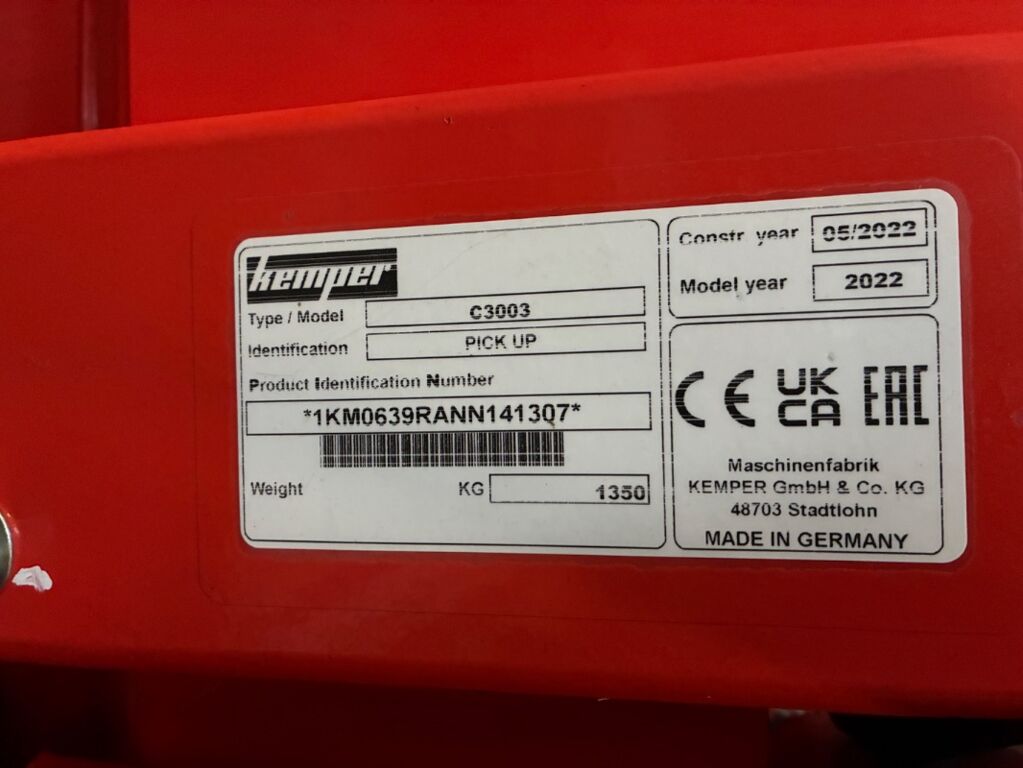 kemper
Type / Model C3003
Identification PICK UP
Product Identification Number
*1KM0639RANN141307*
Weight KG 1350
Constr. year 05/2022
Model year 2022
CE UK CA EAC
Maschinenfabrik
KEMPER GmbH & Co. KG
48703 Stadtlohn
MADE IN GERMANY